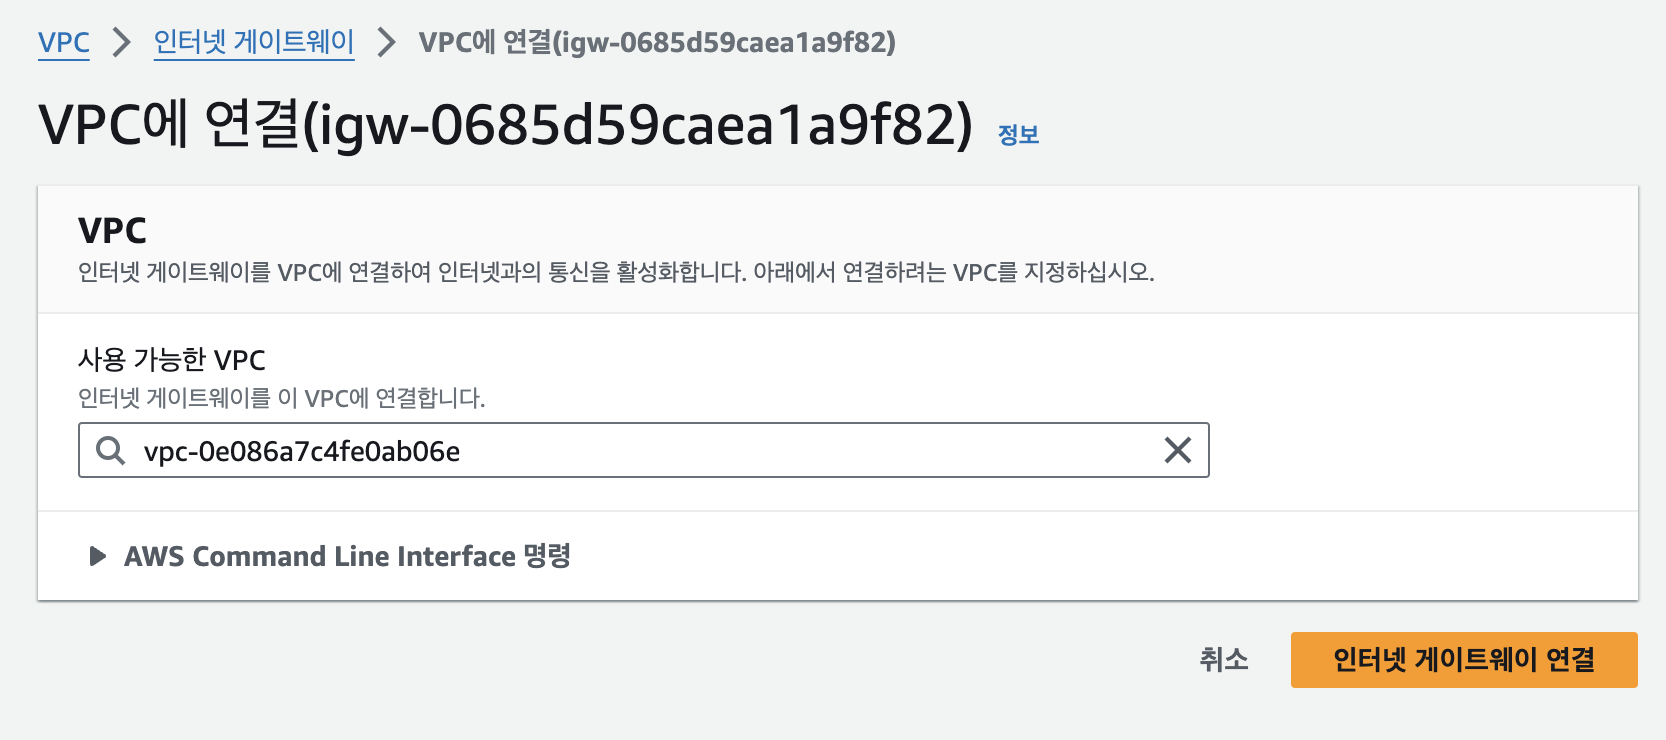 VPC > 인터넷 게이트웨이 > VPC에 연결(igw-0685d59caea1a9f82)
VPC에 연결(igw-0685d59caea1a9f82) 정보
VPC
인터넷 게이트웨이를 VPC에 연결하여 인터넷과의 통신을 활성화합니다. 아래에서 연결하려는 VPC를 지정하십시오.
사용 가능한 VPC
인터넷 게이트웨이를 이 VPC에 연결합니다.
vpc-0e086a7c4fe0ab06e
AWS Command Line Interface 명령
취소 인터넷 게이트웨이 연결